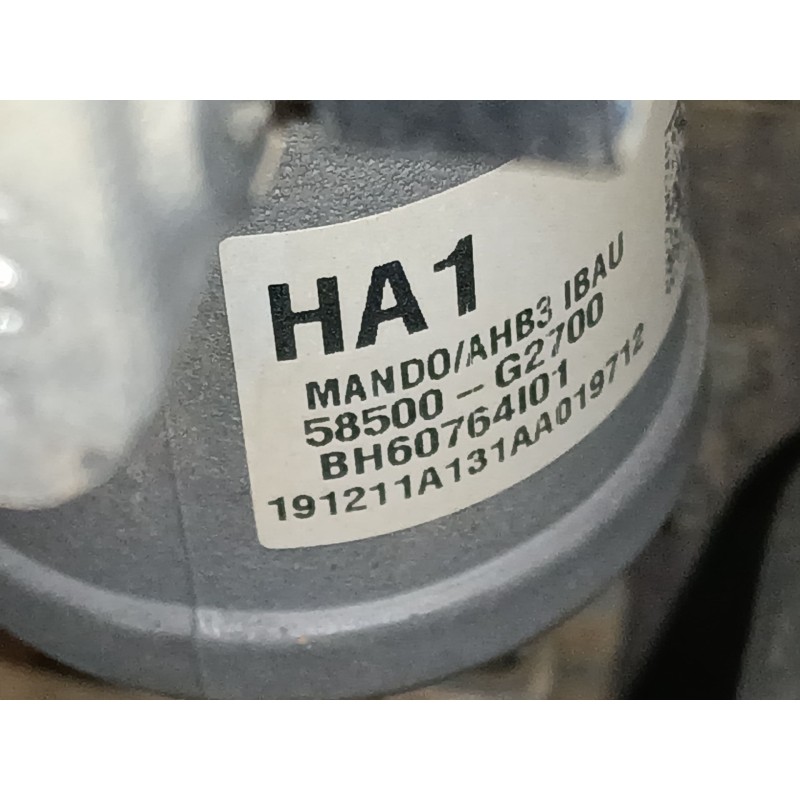 HA1
MANDO/AHB3 IBAU
58500-G2700
BH60764I01
191211A131AA019712